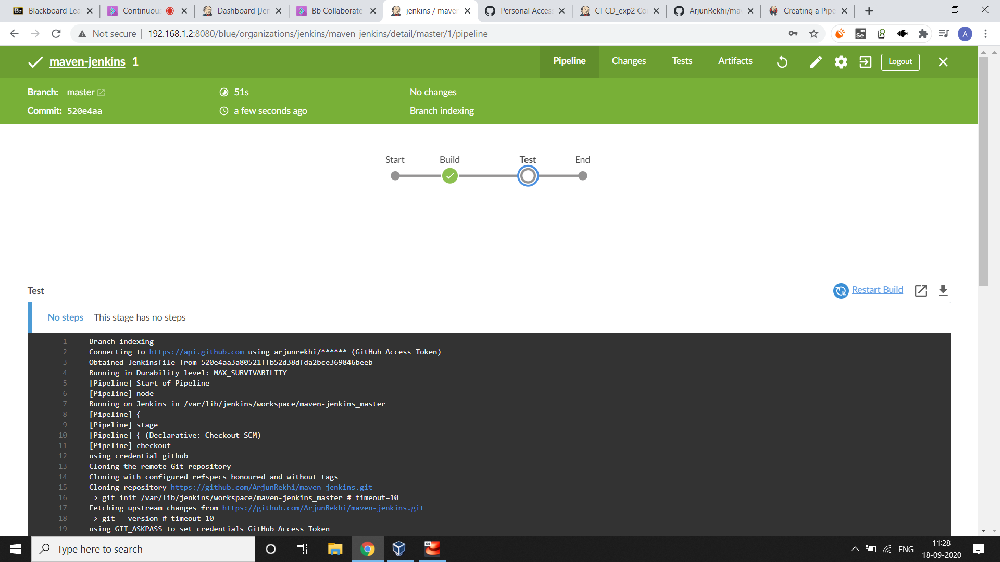 Blackboard Lea
Continuous
Dashboard [Jen
Bb Collaborate
jenkins / maven
Personal Access
CI-CD_exp2 Co
ArjunRekhi/ma
Creating a Pipe
Not secure
192.168.1.2:8080/blue/organizations/jenkins/maven-jenkins/detail/master/1/pipeline
A
maven-jenkins 1
Pipeline
Changes
Tests
Artifacts
Logout
Branch: master
51s
No changes
Commit: 520e4aa
a few seconds ago
Branch indexing
Start
Build
Test
End
Test
Restart Build
No steps This stage has no steps
1 Branch indexing
2 Connecting to https://api.github.com using arjunrekhi/****** (GitHub Access Token)
3 Obtained Jenkinsfile from 520e4aa3a80521ffb52d38dfda2bce369846beeb
4 Running in Durability level: MAX_SURVIVABILITY
5 [Pipeline] Start of Pipeline
6 [Pipeline] node
7 Running on Jenkins in /var/lib/jenkins/workspace/maven-jenkins_master
8 [Pipeline] {
9 [Pipeline] stage
10 [Pipeline] { (Declarative: Checkout SCM)
11 [Pipeline] checkout
12 using credential github
13 Cloning the remote Git repository
14 Cloning with configured refspecs honoured and without tags
15 Cloning repository https://github.com/ArjunRekhi/maven-jenkins.git
16 > git init /var/lib/jenkins/workspace/maven-jenkins_master # timeout=10
17 Fetching upstream changes from https://github.com/ArjunRekhi/maven-jenkins.git
18 > git --version # timeout=10
19 using GIT_ASKPASS to set credentials GitHub Access Token
Type here to search
64
ENG
11:28
18-09-2020